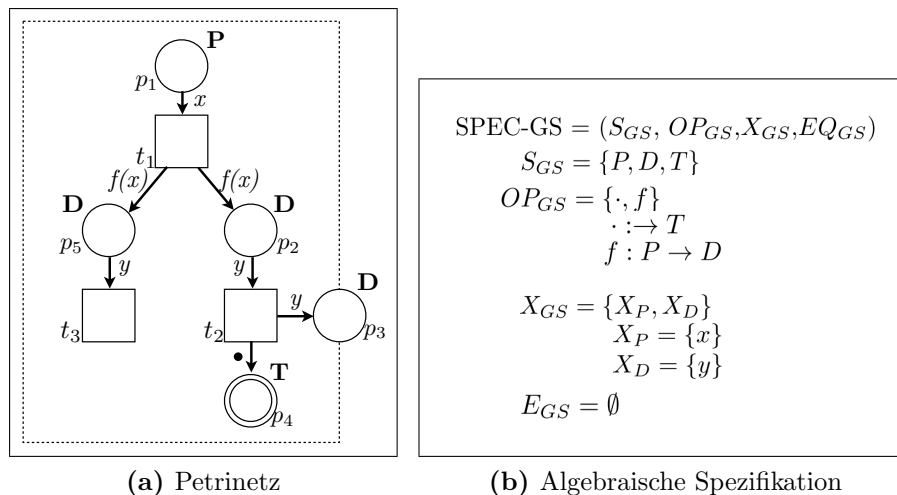 P
p₁
x
t₁
f(x) f(x)
D D
p₅ p₂
y y
D
y
t₃ t₂ p₃
•
T
p₄
(a) Petrinetz
SPEC-GS = (S_GS, OP_GS,X_GS,EQ_GS)
S_GS = {P, D, T}
OP_GS = {·, f}
· :→ T
f : P → D
X_GS = {X_P, X_D}
X_P = {x}
X_D = {y}
E_GS = ∅
(b) Algebraische Spezifikation